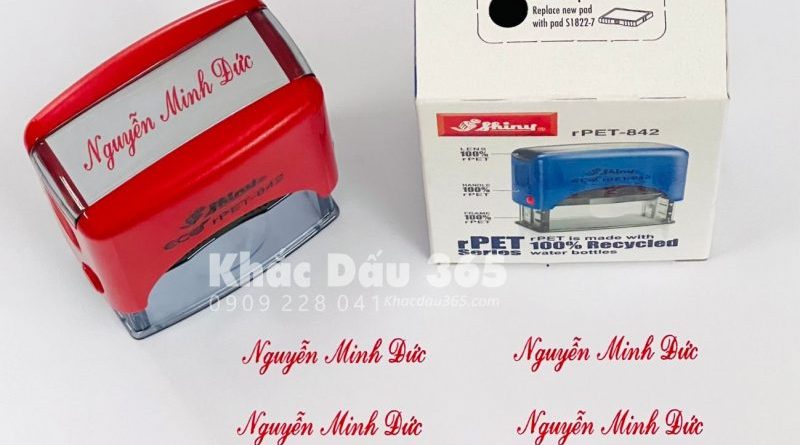 Replace new pad
with pad S1822-7
Nguyễn Minh Đức
Shiny
eco rPET-842
Shiny
rPET-842
LENS
100%
rPET
HANDLE
100%
rPET
FRAME
100%
rPET
Shiny
rPET
series
rPET is made with
100% Recycled
water bottles
Khắc Dấu 365
0909 228 041
Khacdau365.com
Nguyễn Minh Đức
Nguyễn Minh Đức
Nguyễn Minh Đức
Nguyễn Minh Đức